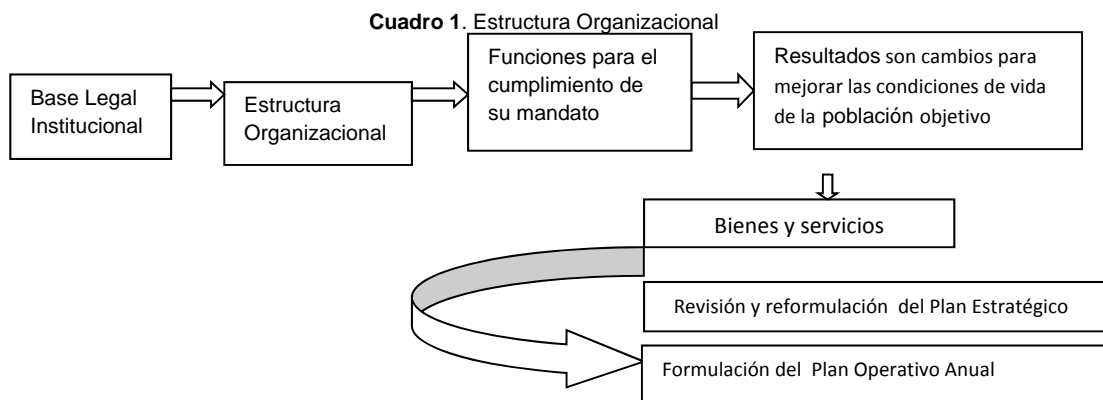 Cuadro 1. Estructura Organizacional
Base Legal
Institucional
Estructura
Organizacional
Funciones para el
cumplimiento de
su mandato
Resultados son cambios para
mejorar las condiciones de vida
de la población objetivo
Bienes y servicios
Revisión y reformulación del Plan Estratégico
Formulación del Plan Operativo Anual